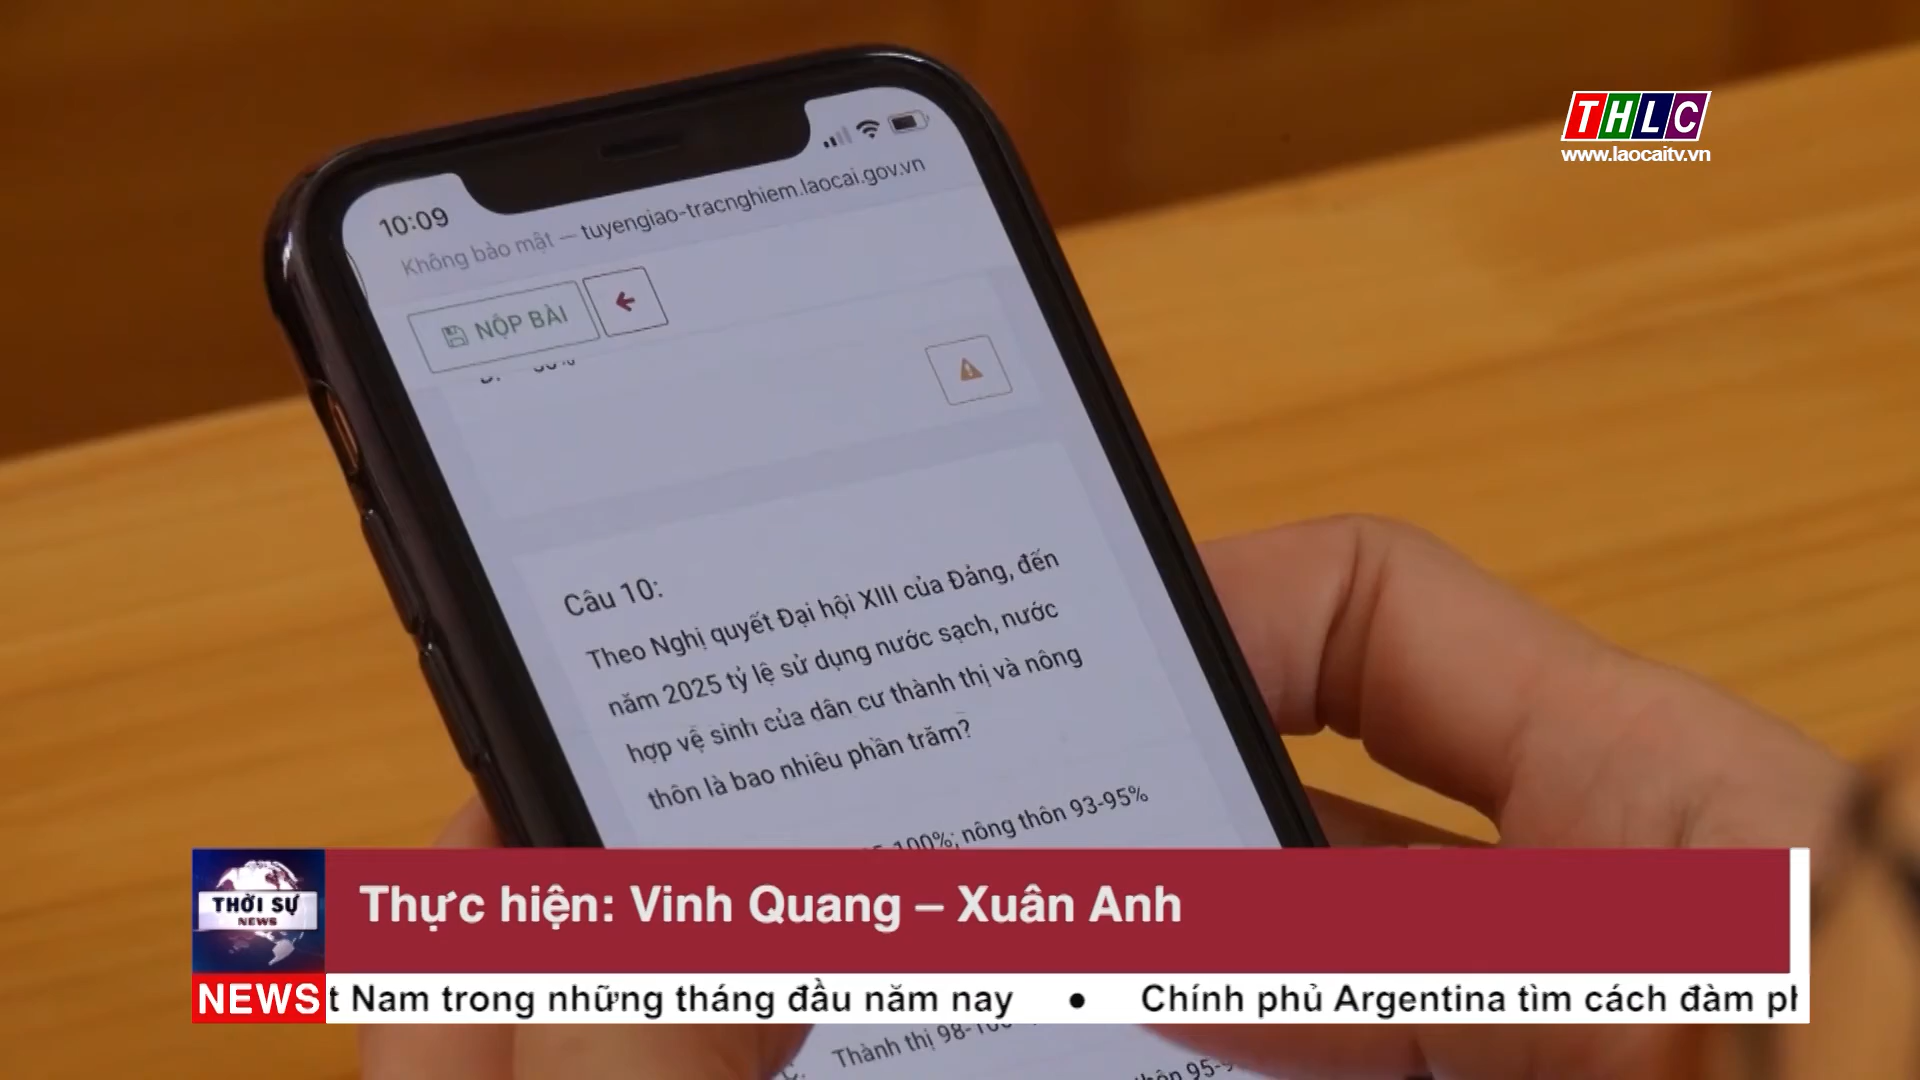 THLC
www.laocaitv.vn
10:09
Không bảo mật — tuyengiao-tracnghiem.laocai.gov.vn
NỘP BÀI
Câu 10:
Theo Nghị quyết Đại hội XIII của Đảng, đến
năm 2025 tỷ lệ sử dụng nước sạch, nước
hợp vệ sinh của dân cư thành thị và nông
thôn là bao nhiêu phần trăm?
100%; nông thôn 93-95%
THỜI SỰ
NEWS
Thực hiện: Vinh Quang – Xuân Anh
NEWS
t Nam trong những tháng đầu năm nay • Chính phủ Argentina tìm cách đàm
Thành thị